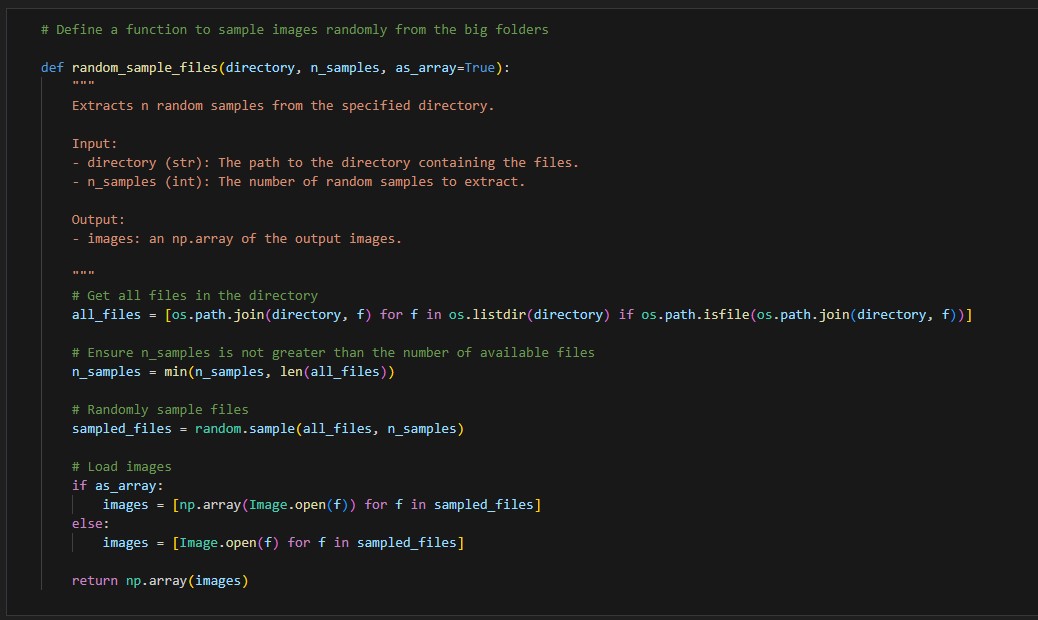 # Define a function to sample images randomly from the big folders
def random_sample_files(directory, n_samples, as_array=True):
"""
Extracts n random samples from the specified directory.
Input:
- directory (str): The path to the directory containing the files.
- n_samples (int): The number of random samples to extract.
Output:
- images: an np.array of the output images.
"""
# Get all files in the directory
all_files = [os.path.join(directory, f) for f in os.listdir(directory) if os.path.isfile(os.path.join(directory, f))]
# Ensure n_samples is not greater than the number of available files
n_samples = min(n_samples, len(all_files))
# Randomly sample files
sampled_files = random.sample(all_files, n_samples)
# Load images
if as_array:
images = [np.array(Image.open(f)) for f in sampled_files]
else:
images = [Image.open(f) for f in sampled_files]
return np.array(images)